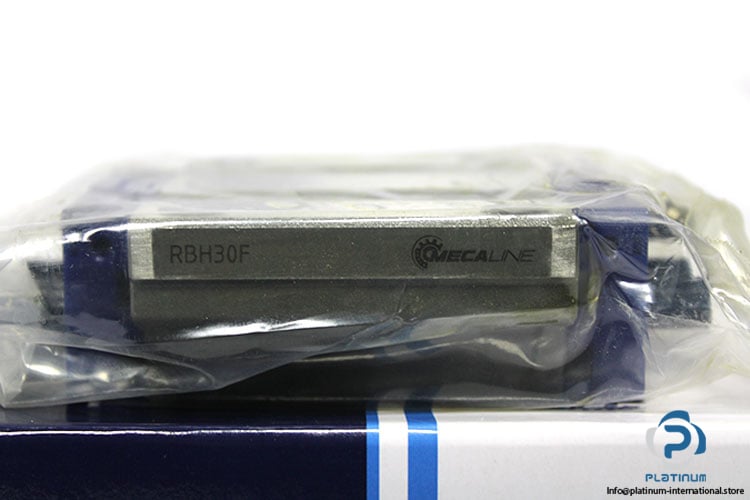 RBH30F
MECALINE
PLATINUM
Info@platinum-international.store